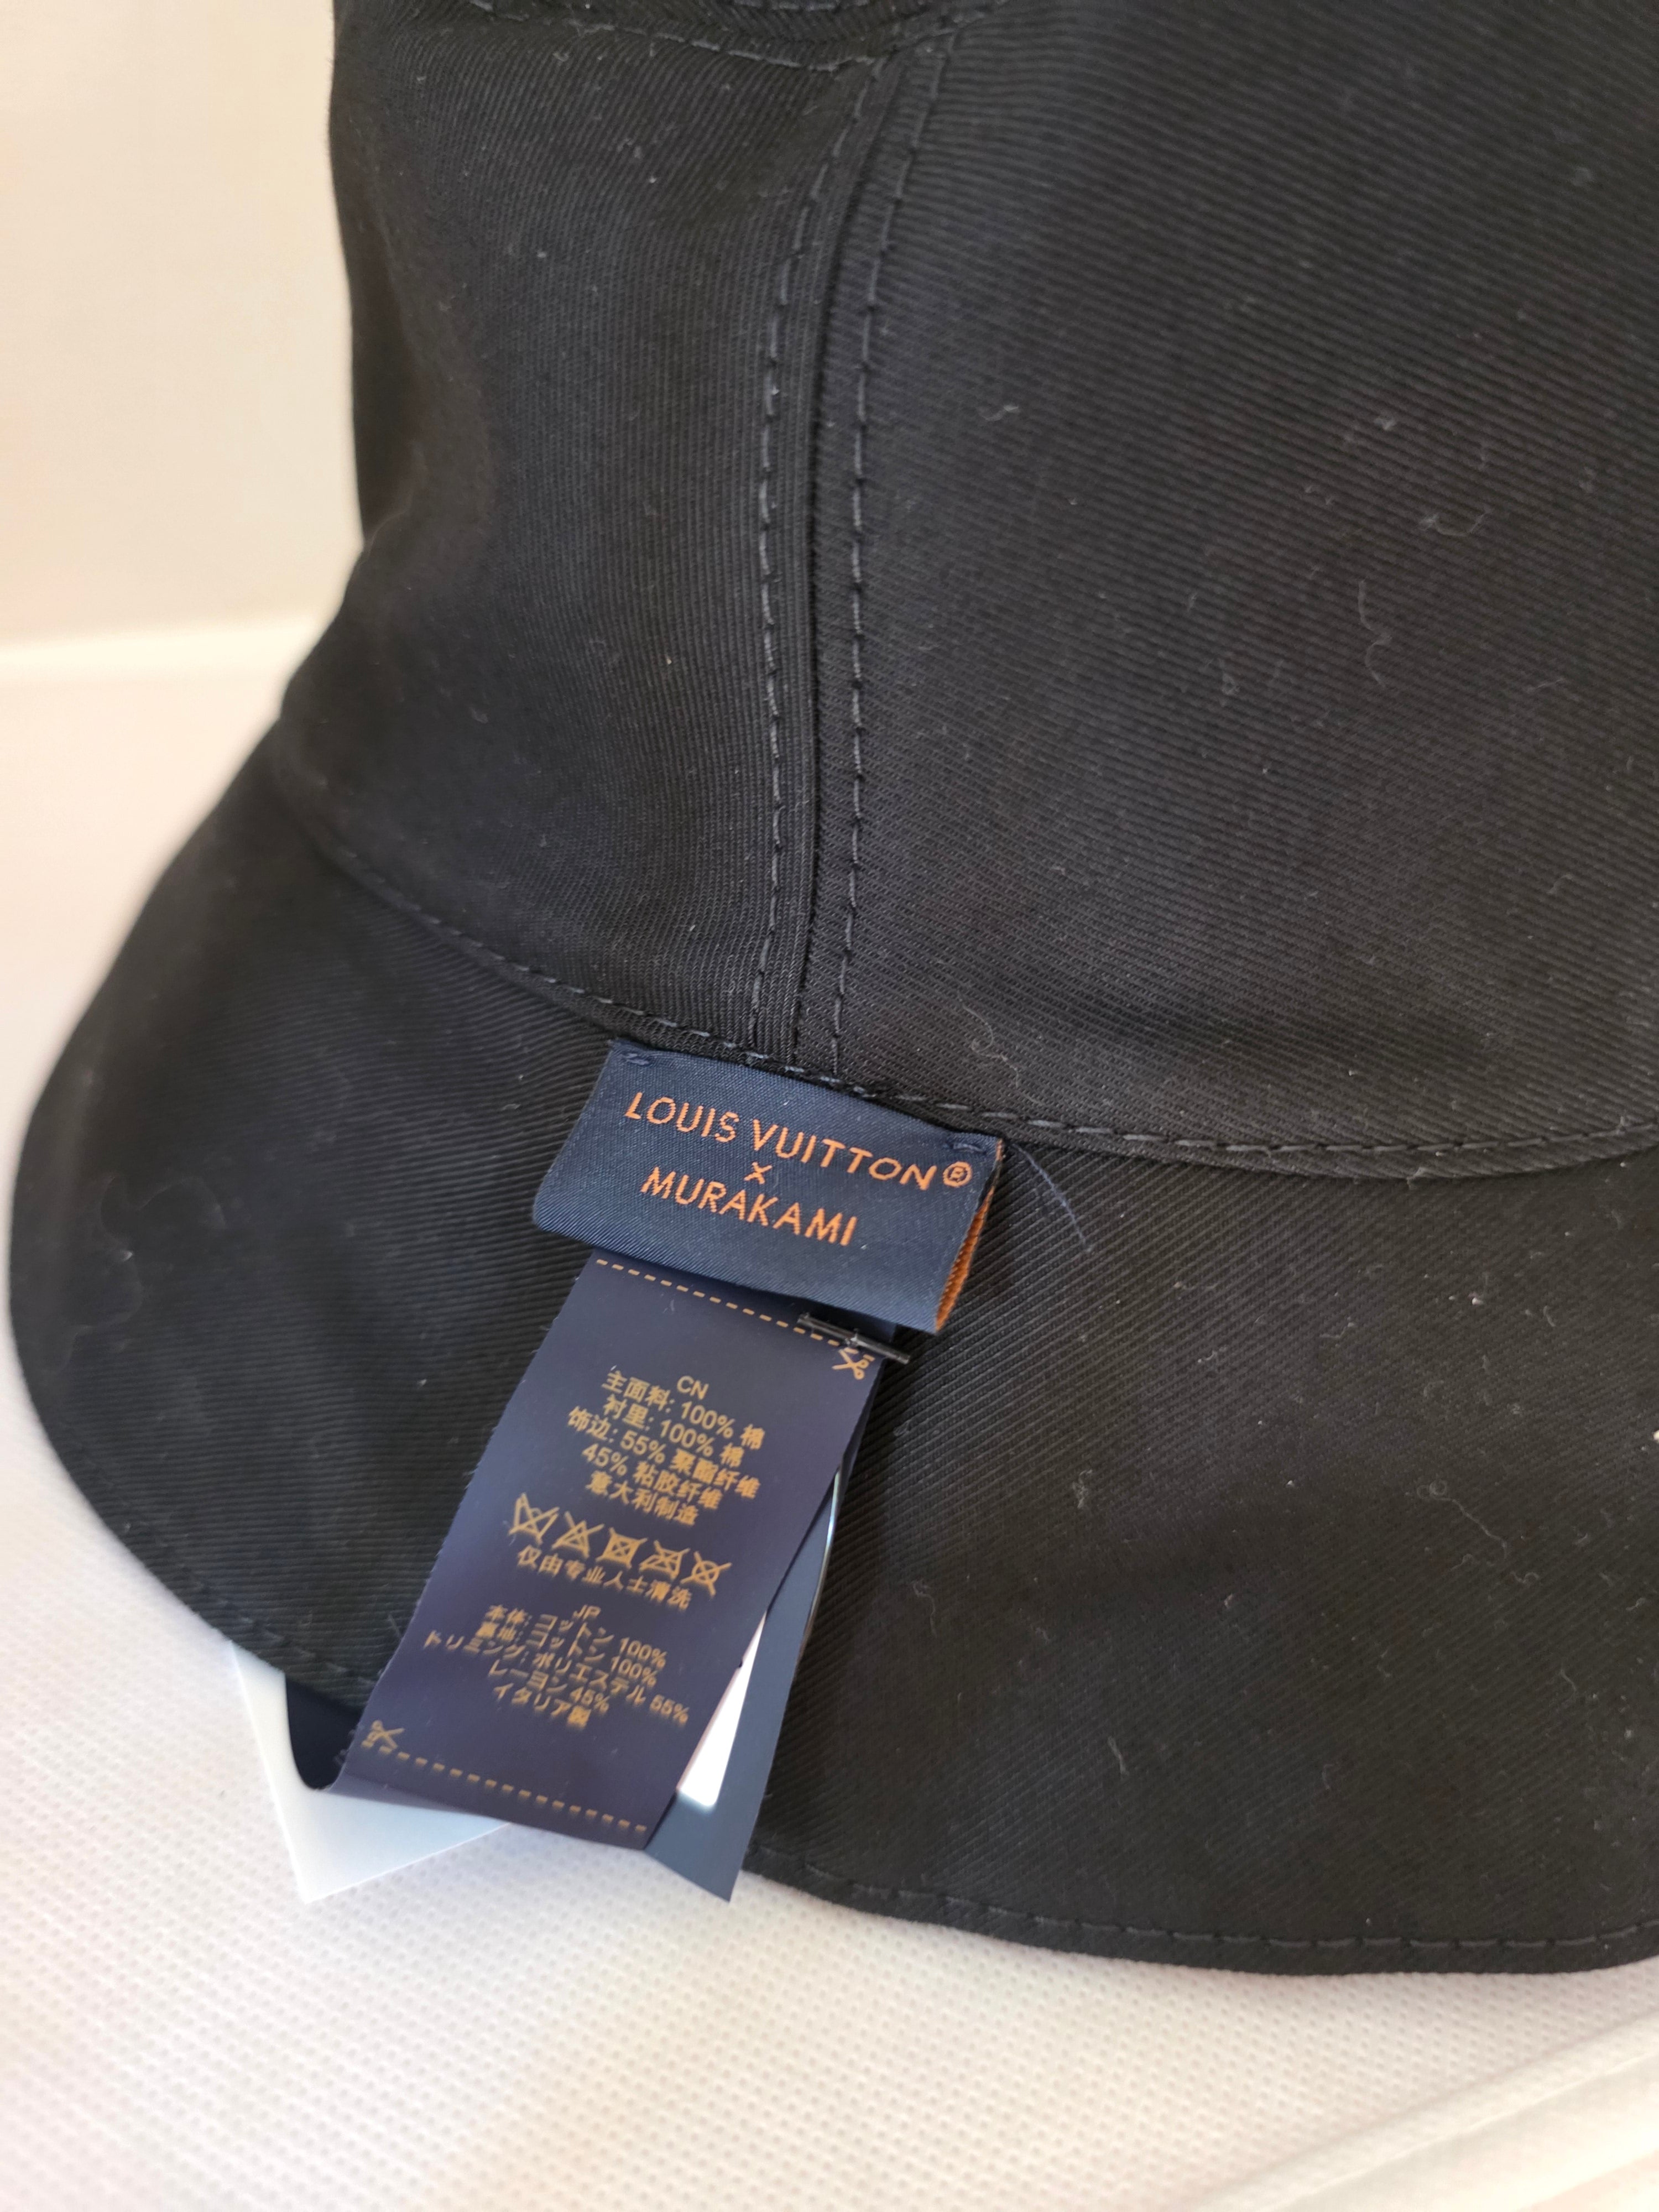 LOUIS VUITTON®
×
MURAKAMI
CN
主面料: 100% 棉
衬里: 100% 棉
饰边: 55% 聚酯纤维
45% 粘胶纤维
意大利制造
仅由专业人士清洗
JP
本体: コットン 100%
裏地: コットン 100%
トリミング: ポリエステル 55%
レーヨン 45%
イタリア製